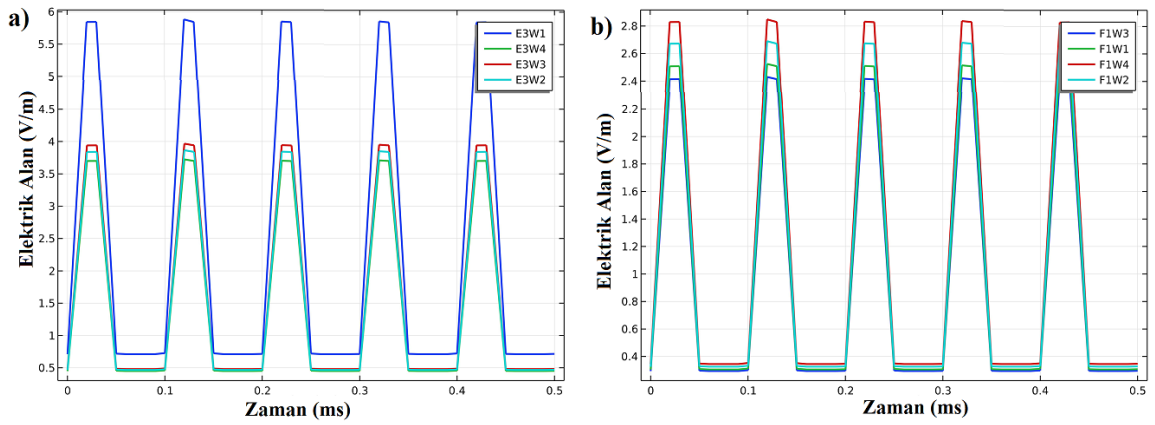 a)
Elektrik Alan (V/m)
6
5.5
5
4.5
4
3.5
3
2.5
2
1.5
1
0.5
0
0.1
0.2
0.3
0.4
0.5
Zaman (ms)
E3W1
E3W4
E3W3
E3W2
b)
Elektrik Alan (V/m)
2.8
2.6
2.4
2.2
2
1.8
1.6
1.4
1.2
1
0.8
0.6
0.4
0
0.1
0.2
0.3
0.4
0.5
Zaman (ms)
F1W3
F1W1
F1W4
F1W2